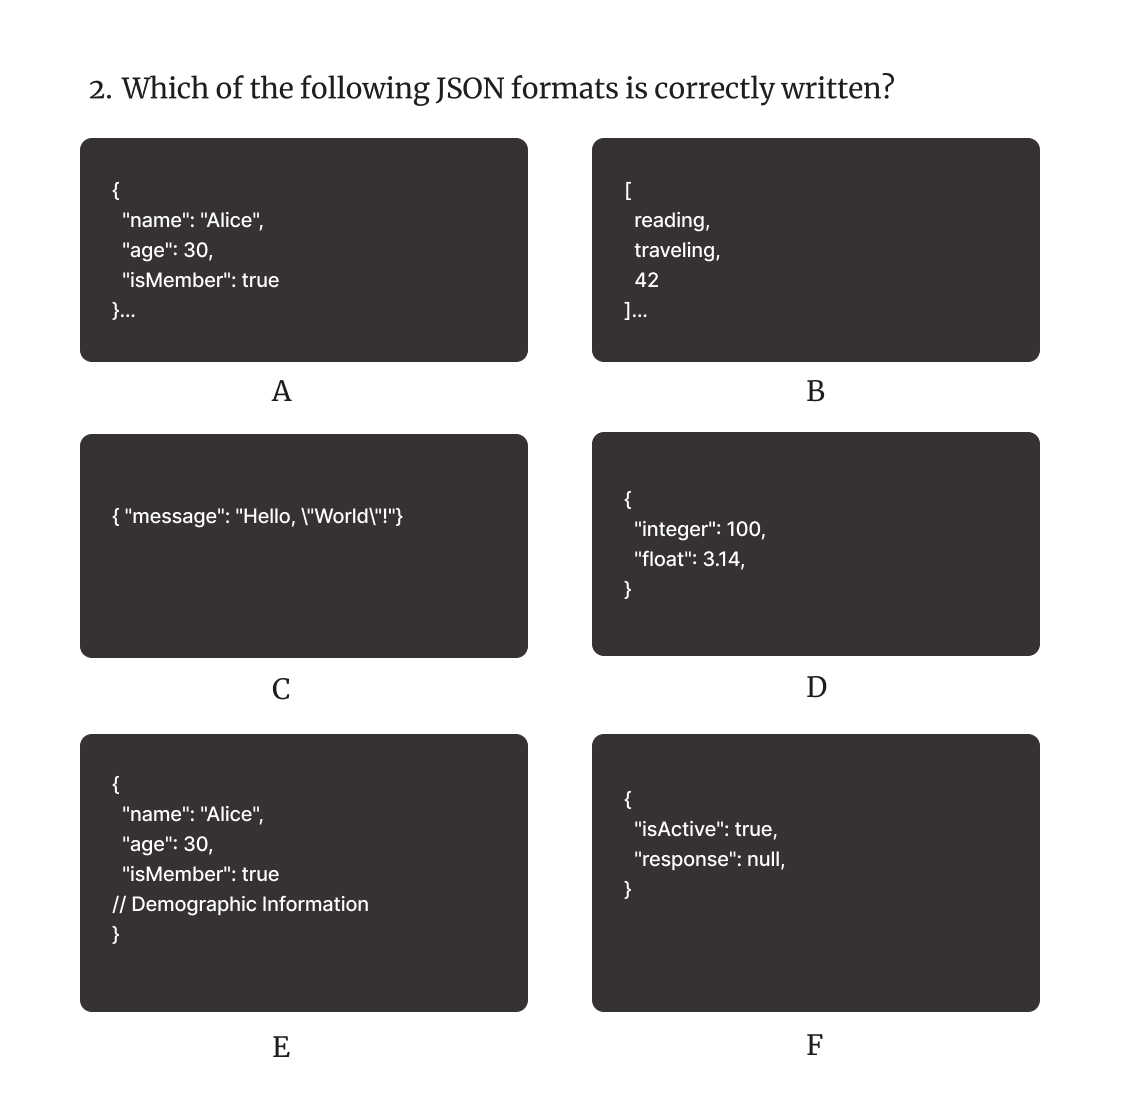 2. Which of the following JSON formats is correctly written?
{
"name": "Alice",
"age": 30,
"isMember": true
}...
A
[
reading,
traveling,
42
]...
B
{ "message": "Hello, \"World\"!"}
C
{
"integer": 100,
"float": 3.14,
}
D
{
"name": "Alice",
"age": 30,
"isMember": true
// Demographic Information
}
E
{
"isActive": true,
"response": null,
}
F